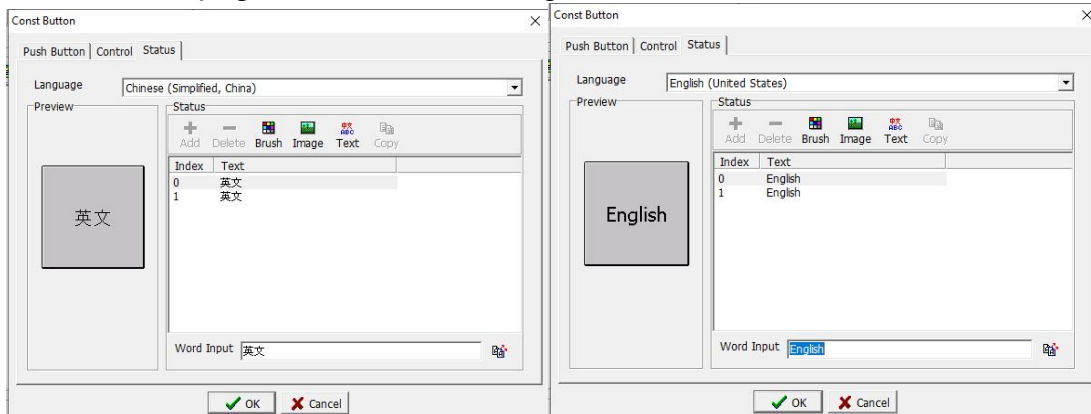 Const Button
Push Button Control Status
Language Chinese (Simplified, China)
Preview
Status
Add Delete Brush Image Text Copy
Index Text
0 英文
1 英文
英文
Word Input 英文
OK Cancel
Const Button
Push Button Control Status
Language English (United States)
Preview
Status
Add Delete Brush Image Text Copy
Index Text
0 English
1 English
English
Word Input English
OK Cancel